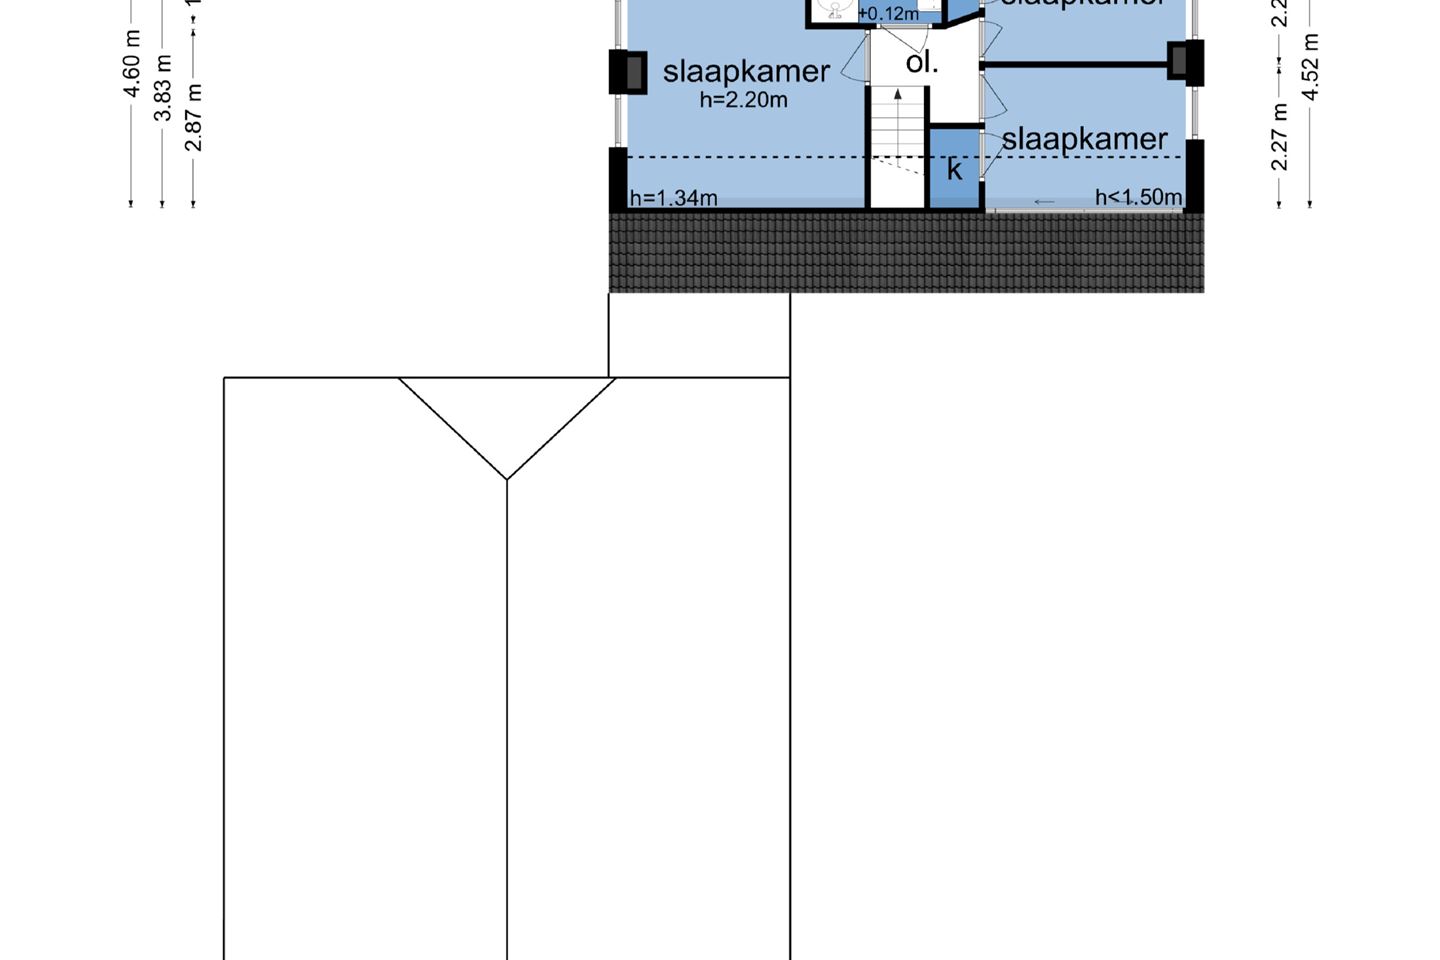 slaapkamer
+0.12m
ol.
slaapkamer
h=2.20m
slaapkamer
k
h=1.34m
h<1.50m
4.60 m
3.83 m
2.87 m
2.27 m
4.52 m